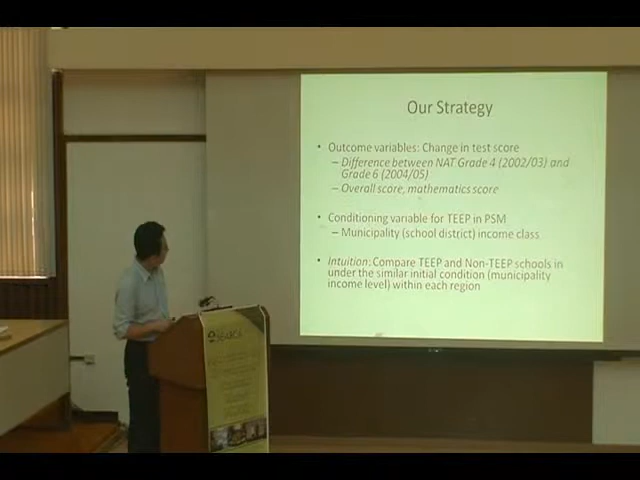 Our Strategy
• Outcome variables: Change in test score
– Difference between NAT Grade 4 (2002/03) and
Grade 6 (2004/05)
– Overall score, mathematics score
• Conditioning variable for TEEP in PSM
– Municipality (school district) income class
• Intuition: Compare TEEP and Non-TEEP schools in
under the similar initial condition (municipality
income level) within each region
SEARCA